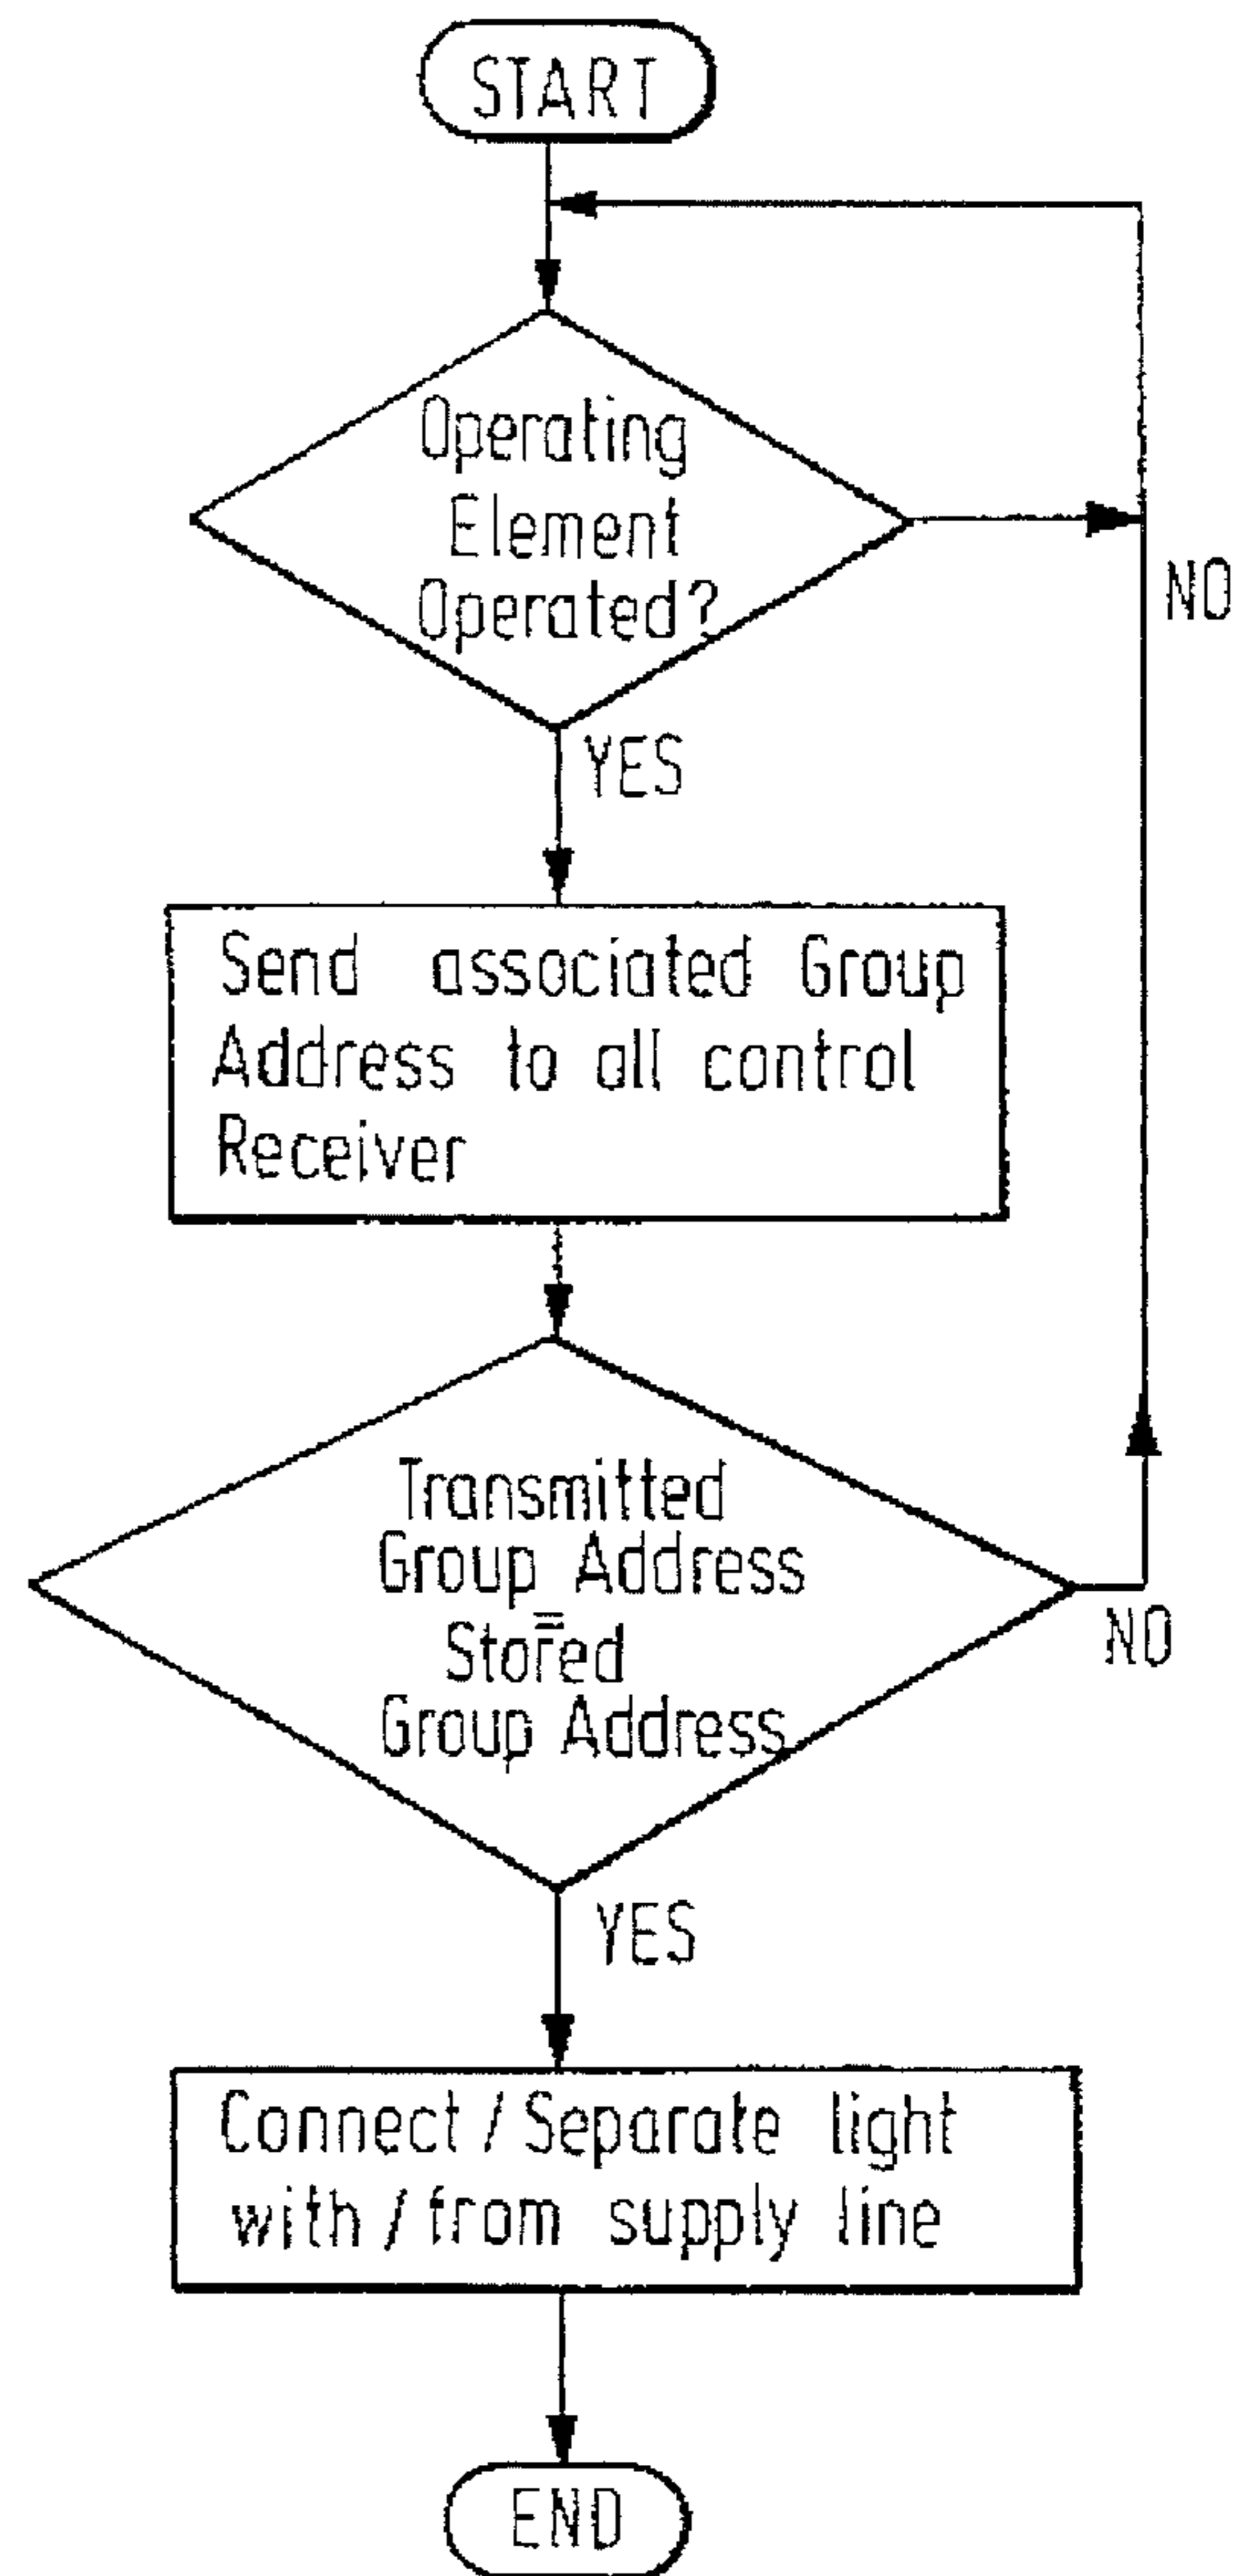 START
Operating
Element
Operated?
NO
YES
Send associated Group
Address to all control
Receiver
Transmitted
Group Address
=
Stored
Group Address
NO
YES
Connect / Separate light
with / from supply line
END